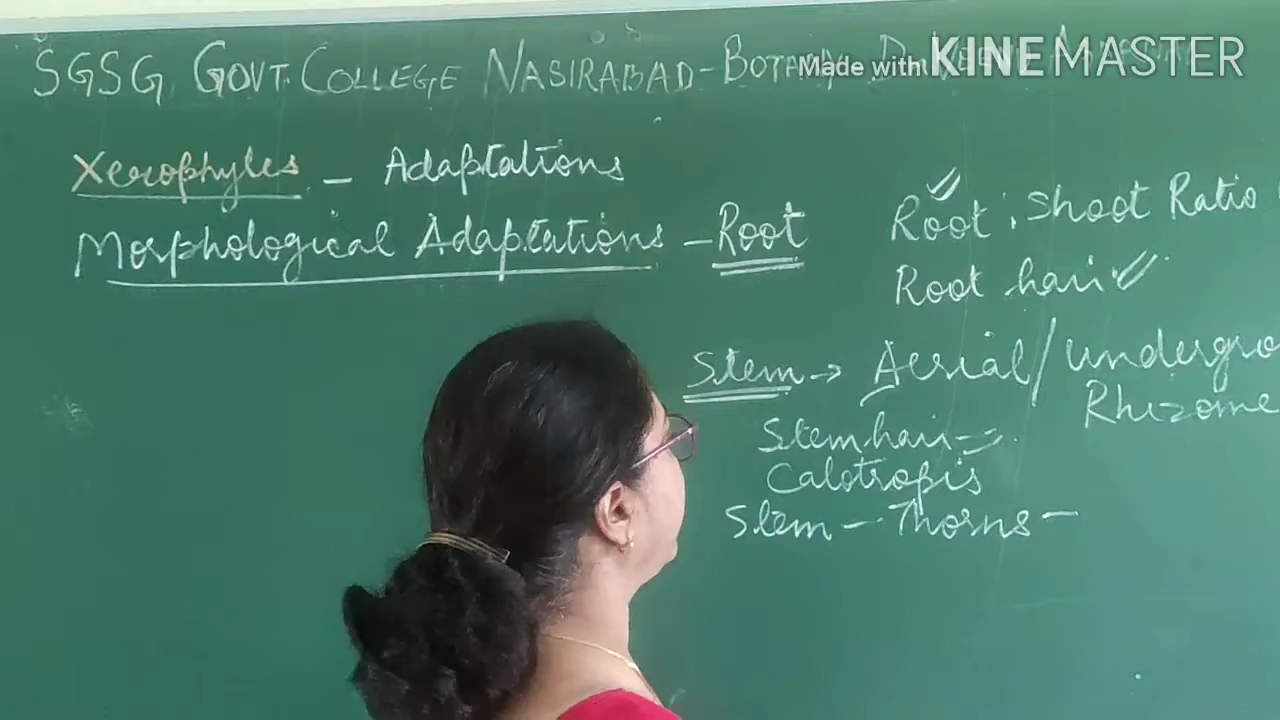 SGSG GOVT. COLLEGE NASIRABAD - BOTA
Made with KINEMASTER
Xerophytes - Adaptations
Morphological Adaptations - Root
Root : Shoot Ratio
Root hair
Stem → Aerial / undergro
Rhizome
Stem hair
Calotropis
Stem - Thorns -